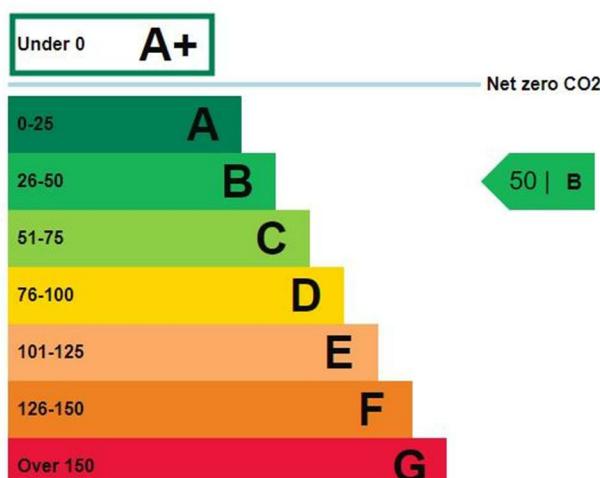 Under 0 A+
Net zero CO2
0-25 A
26-50 B
50 | B
51-75 C
76-100 D
101-125 E
126-150 F
Over 150 G